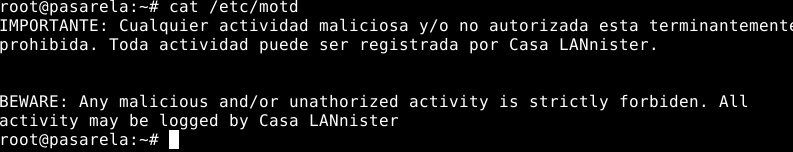 root@pasarela:~# cat /etc/motd
IMPORTANTE: Cualquier actividad maliciosa y/o no autorizada esta terminantemente
prohibida. Toda actividad puede ser registrada por Casa LANnister.
BEWARE: Any malicious and/or unathorized activity is strictly forbiden. All
activity may be logged by Casa LANnister
root@pasarela:~#